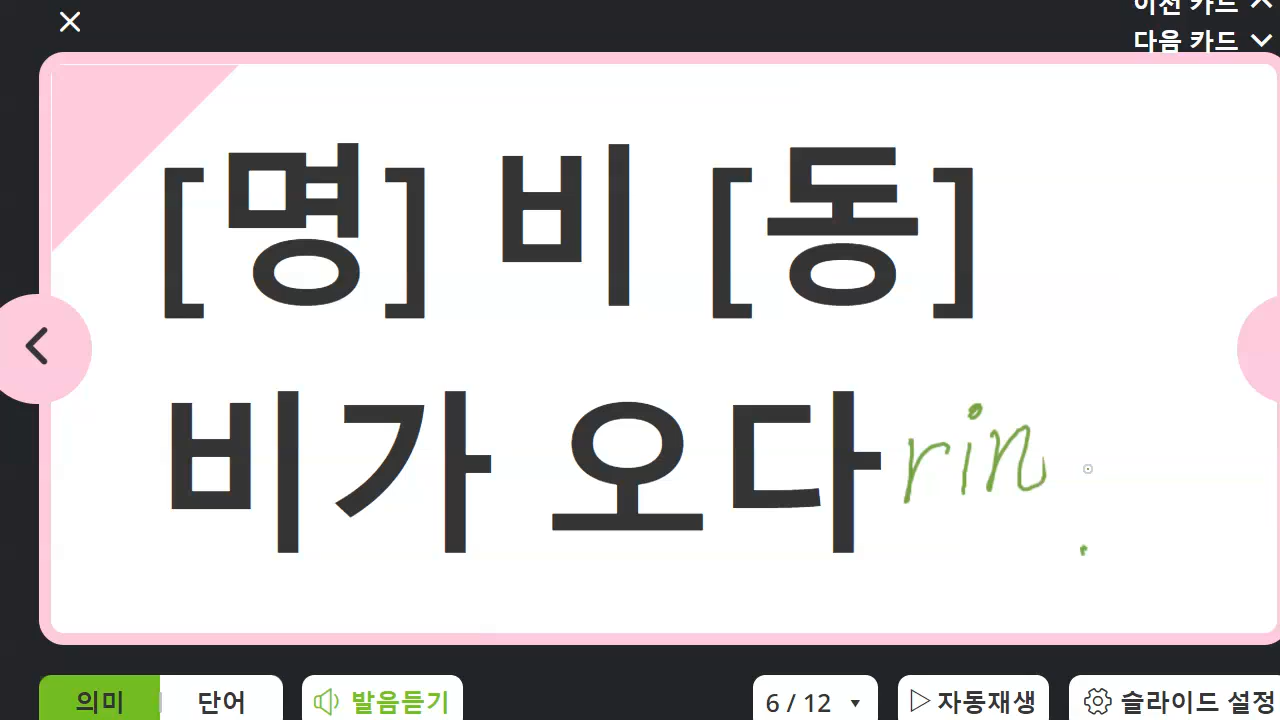 이전 카드
다음 카드
[명] 비 [동]
비가 오다 rin
의미 단어 발음듣기 6 / 12 자동재생 슬라이드 설정